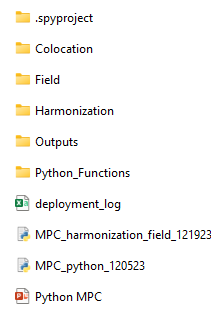 .spyproject
Colocation
Field
Harmonization
Outputs
Python_Functions
deployment_log
MPC_harmonization_field_121923
MPC_python_120523
Python MPC